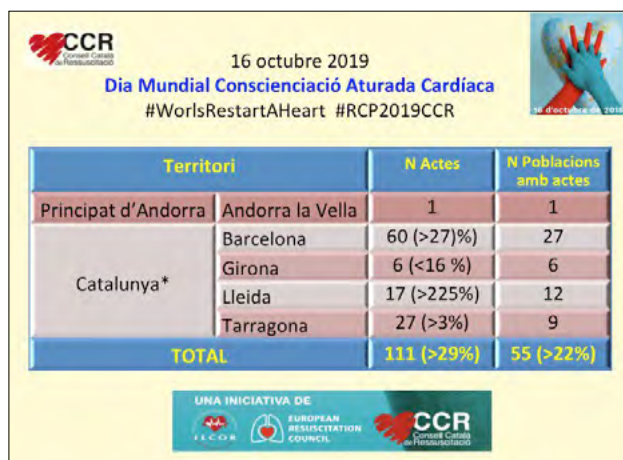 CCR
Consell Català
de Ressuscitació
16 octubre 2019
Dia Mundial Conscienciació Aturada Cardíaca
#WorlsRestartAHeart #RCP2019CCR
16 d'octubre de 2018
Territori N Actes N Poblacions
amb actes
Principat d'Andorra Andorra la Vella 1 1
Catalunya*
Barcelona 60 (>27)%) 27
Girona 6 (<16 %) 6
Lleida 17 (>225%) 12
Tarragona 27 (>3%) 9
TOTAL 111 (>29%) 55 (>22%)
UNA INICIATIVA DE
ILCOR
EUROPEAN
RESUSCITATION
COUNCIL
CCR
Consell Català
de Ressuscitació